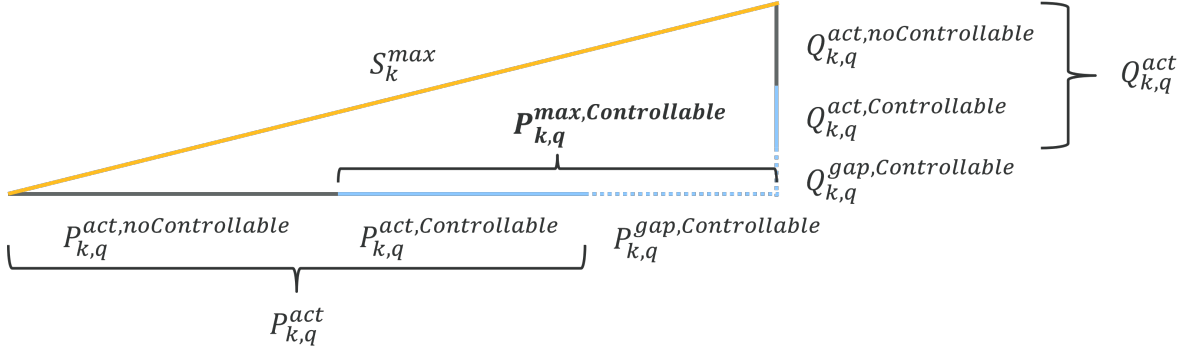 S_k^{max}
Q_{k,q}^{act,noControllable}
Q_{k,q}^{act}
P_{k,q}^{max,Controllable}
Q_{k,q}^{act,Controllable}
Q_{k,q}^{gap,Controllable}
P_{k,q}^{act,noControllable}
P_{k,q}^{act,Controllable}
P_{k,q}^{gap,Controllable}
P_{k,q}^{act}